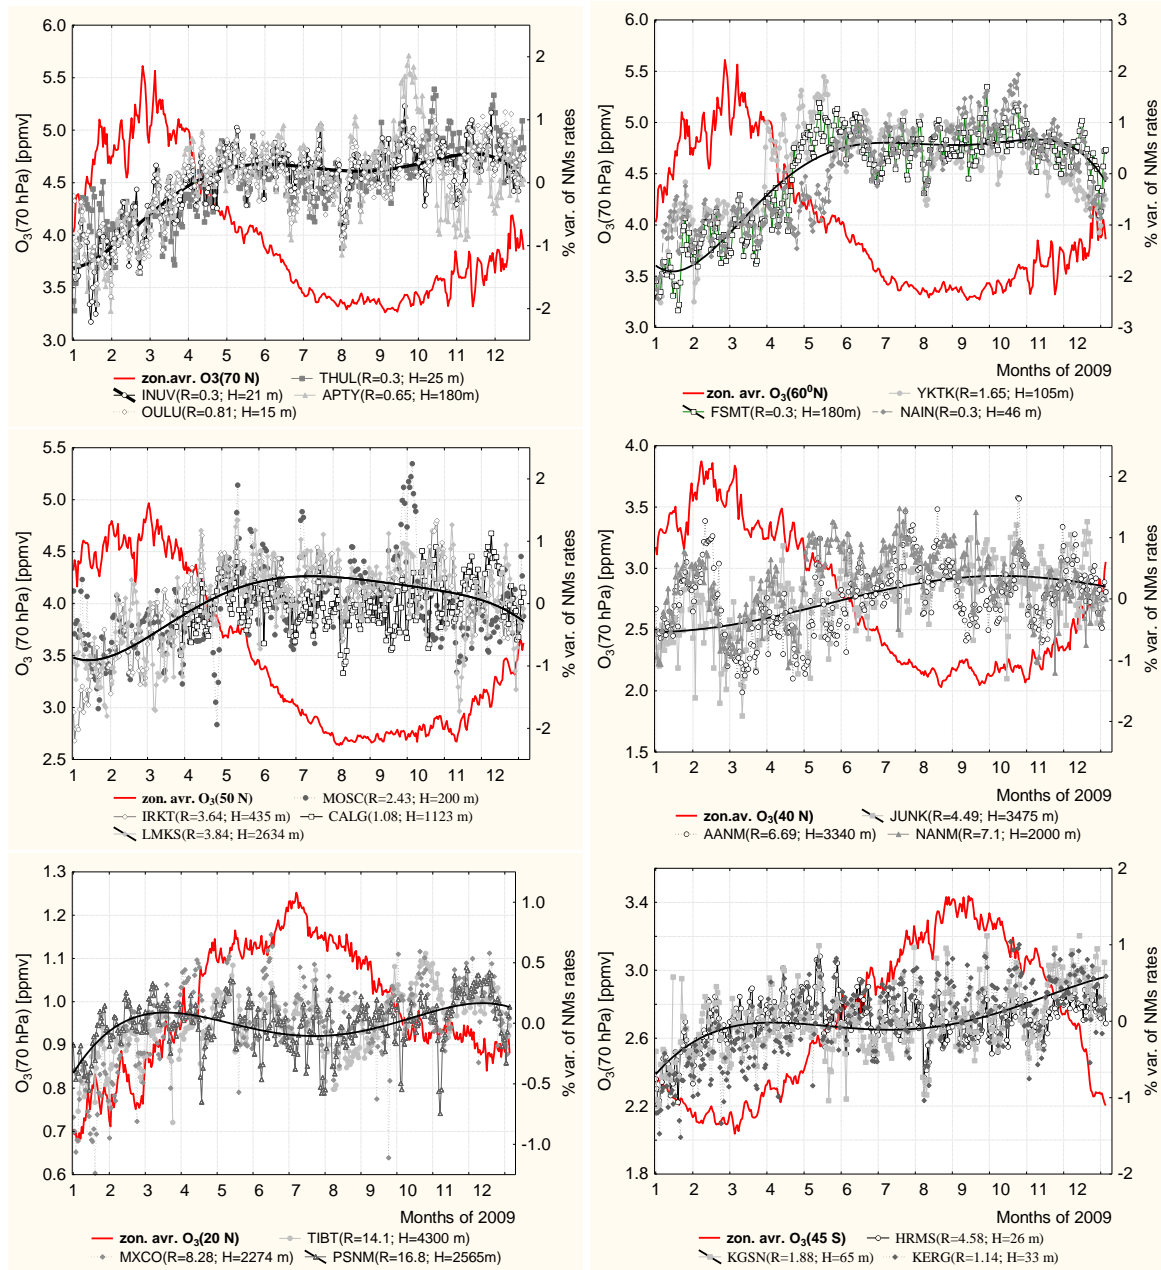 6.0
5.5
5.0
4.5
4.0
3.5
3.0
O3(70 hPa) [ppmv]
2
1
0
-1
-2
% var. of NMs rates
1 2 3 4 5 6 7 8 9 10 11 12
zon.avr. O3(70 N)
THUL(R=0.3; H=25 m)
INUV(R=0.3; H=21 m)
APTY(R=0.65; H=180m)
OULU(R=0.81; H=15 m)
6.0
5.5
5.0
4.5
4.0
3.5
3.0
O3(70 hPa) [ppmv]
3
2
1
0
-1
-2
-3
% var. of NMs rates
1 2 3 4 5 6 7 8 9 10 11 12
Months of 2009
zon.avr. O3(60⁰N)
YKTK(R=1.65; H=105m)
FSMT(R=0.3; H=180m)
NAIN(R=0.3; H=46 m)
5.5
5.0
4.5
4.0
3.5
3.0
2.5
O3 (70 hPa) [ppmv]
2
1
0
-1
-2
% var. of NMs rates
1 2 3 4 5 6 7 8 9 10 11 12
zon. avr. O3(50 N)
MOSC(R=2.43; H=200 m)
IRKT(R=3.64; H=435 m)
CALG(1.08; H=1123 m)
LMKS(R=3.84; H=2634 m)
4.0
3.5
3.0
2.5
2.0
1.5
O3(70 hPa) [ppmv]
2
1
0
-1
-2
% var. of NMs rates
1 2 3 4 5 6 7 8 9 10 11 12
Months of 2009
zon.av. O3(40 N)
JUNK(R=4.49; H=3475 m)
AANM(R=6.69; H=3340 m)
NANM(R=7.1; H=2000 m)
1.3
1.2
1.1
1.0
0.9
0.8
0.7
0.6
O3(70 hPa) [ppmv]
1.0
0.5
0.0
-0.5
-1.0
% var. of NMs rates
1 2 3 4 5 6 7 8 9 10 11 12
Months of 2009
zon. avr. O3(20 N)
TIBT(R=14.1; H=4300 m)
MXCO(R=8.28; H=2274 m)
PSNM(R=16.8; H=2565m)
3.4
3.0
2.6
2.2
1.8
O3(70 hPa) [ppmv]
2
1
0
-1
-2
% var. of NMs rates
1 2 3 4 5 6 7 8 9 10 11 12
Months of 2009
zon. avr. O3(45 S)
HRMS(R=4.58; H=26 m)
KGSN(R=1.88; H=65 m)
KERG(R=1.14; H=33 m)